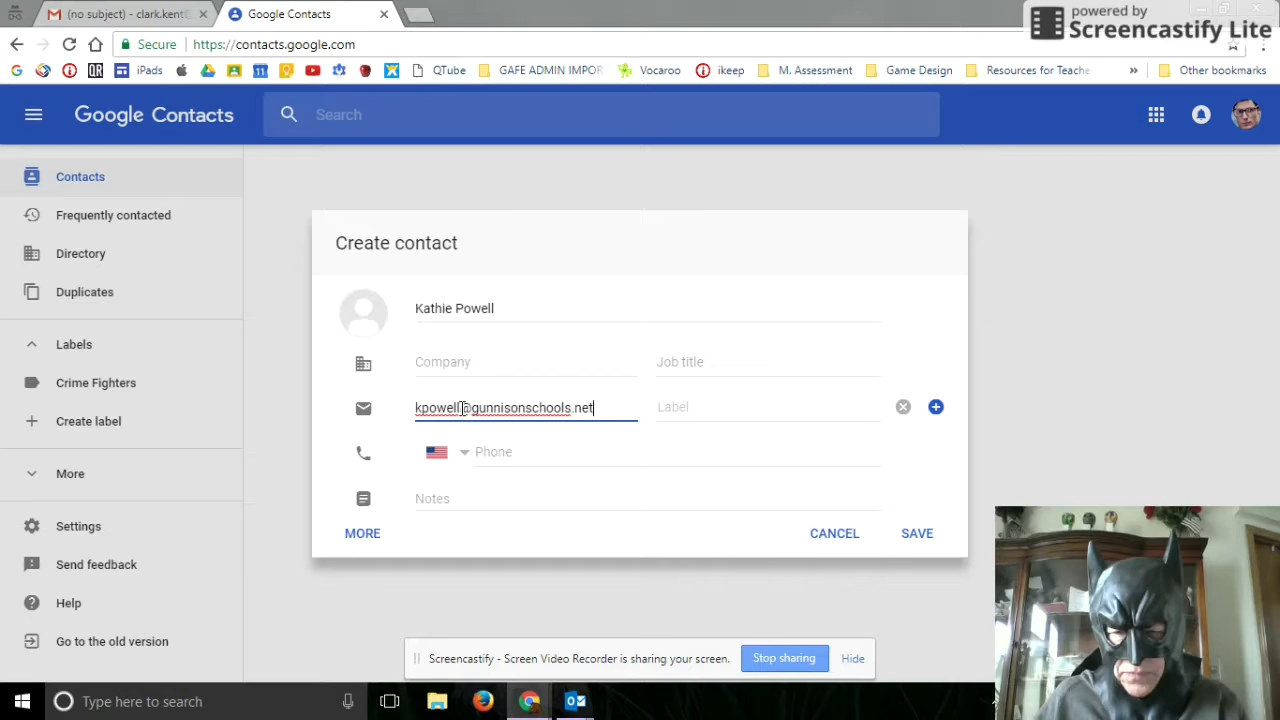 (no subject) - clark.kent@
Google Contacts
powered by
Screencastify Lite
Secure
https://contacts.google.com
iPads
QTube
GAFE ADMIN IMPOR
Vocaroo
ikeep
M. Assessment
Game Design
Resources for Teache
»
Other bookmarks
Google Contacts
Search
Contacts
Frequently contacted
Directory
Duplicates
Labels
Crime Fighters
Create label
More
Settings
Send feedback
Help
Go to the old version
Create contact
Kathie Powell
Company
Job title
kpowell@gunnisonschools.net
Label
Phone
Notes
MORE
CANCEL
SAVE
Screencastify - Screen Video Recorder is sharing your screen.
Stop sharing
Hide
Type here to search